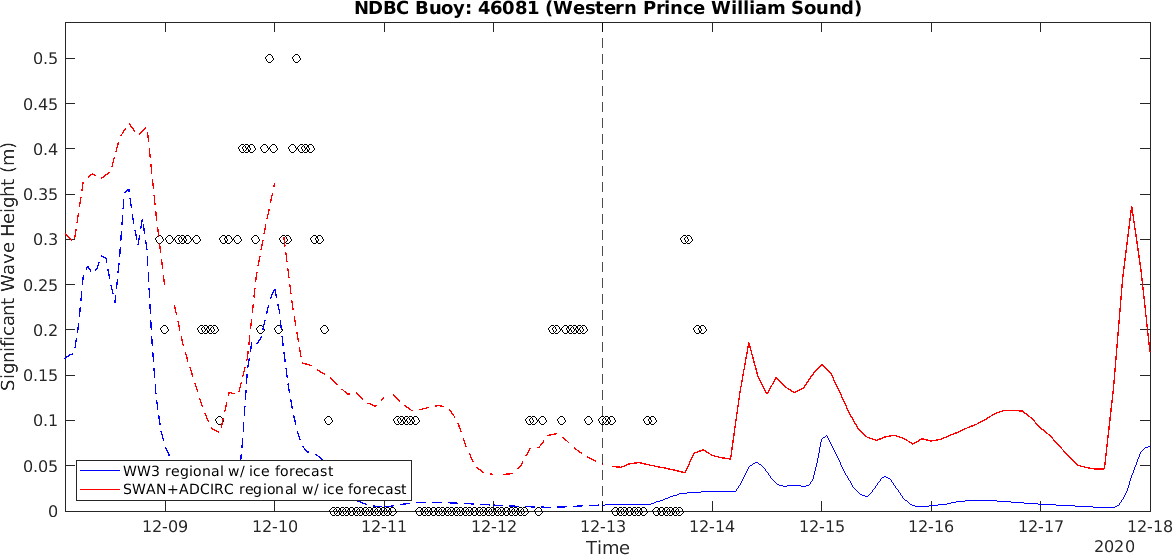 NDBC Buoy: 46081 (Western Prince William Sound)
Significant Wave Height (m)
0.5
0.45
0.4
0.35
0.3
0.25
0.2
0.15
0.1
0.05
0
WW3 regional w/ ice forecast
SWAN+ADCIRC regional w/ ice forecast
12-09 12-10 12-11 12-12 12-13 12-14 12-15 12-16 12-17 12-18
Time
2020